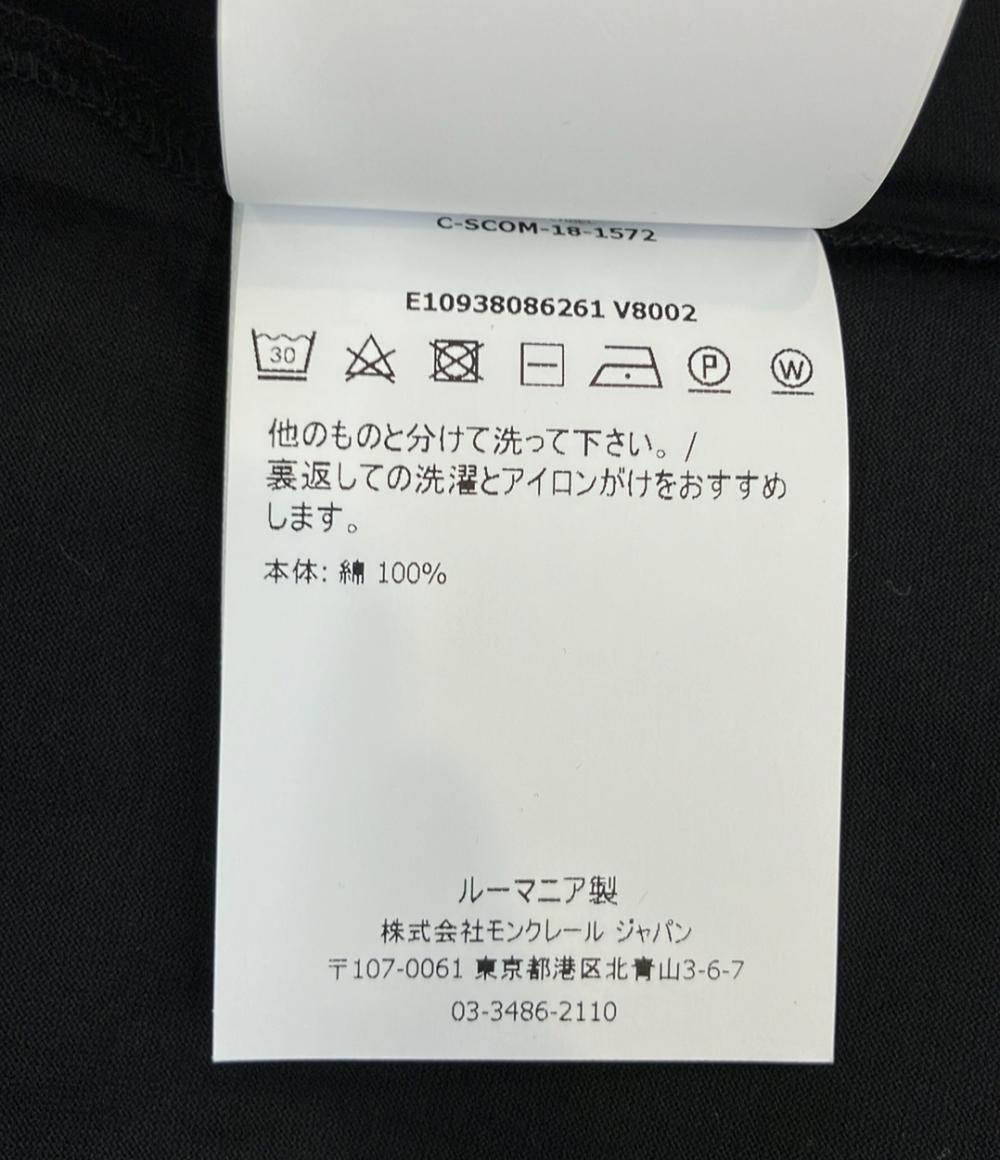 C-SCOM-18-1572
E10938086261 V8002
30 P W
他のものと分けて洗って下さい。/
裏返しての洗濯とアイロンがけをおすすめ
します。
本体: 綿 100%
ルーマニア製
株式会社モンクレール ジャパン
〒107-0061 東京都港区北青山3-6-7
03-3486-2110